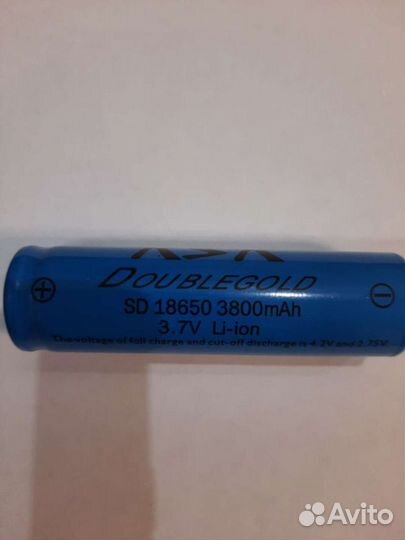 DOUBLEGOLD
SD 18650 3800mAh
3.7V Li-ion
The voltage of foll charge and cut-off discharge is 4.2V and 2.75V
Avito